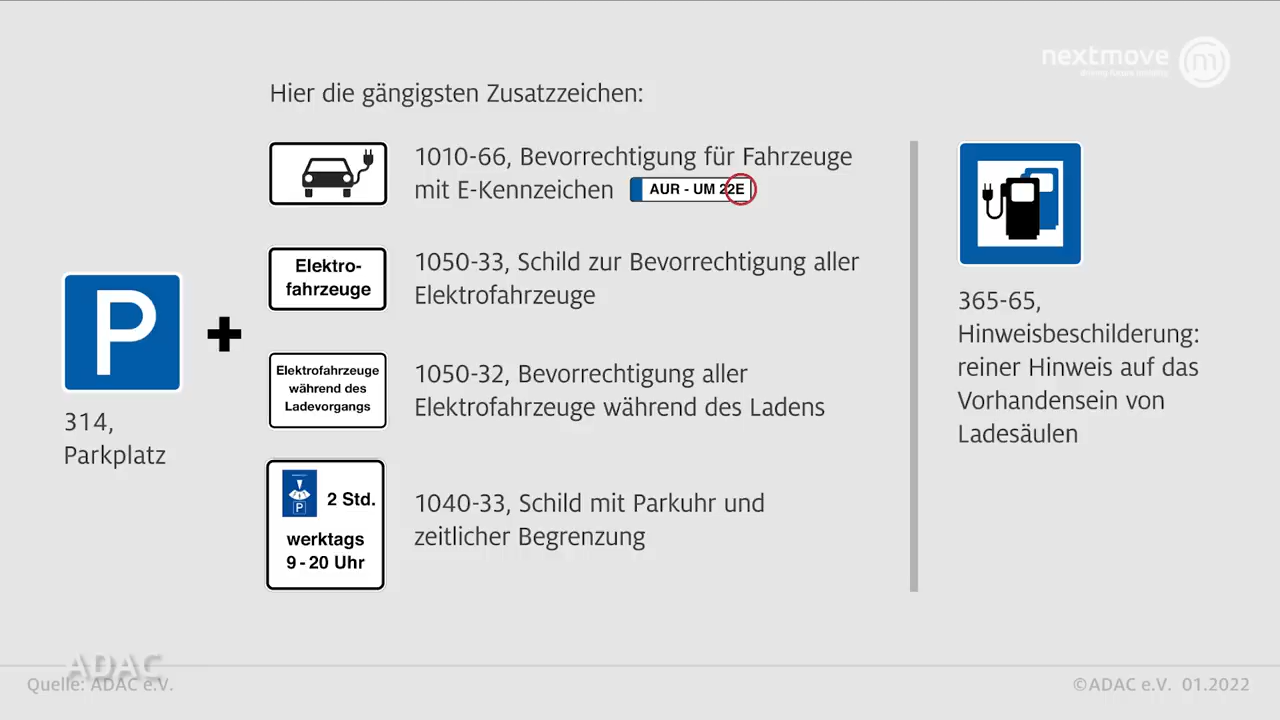 nextmove
driving future mobility
Hier die gängigsten Zusatzzeichen:
1010-66, Bevorrechtigung für Fahrzeuge
mit E-Kennzeichen
AUR - UM 22E
Elektro-
fahrzeuge
1050-33, Schild zur Bevorrechtigung aller
Elektrofahrzeuge
P
314,
Parkplatz
Elektrofahrzeuge
während des
Ladevorgangs
1050-32, Bevorrechtigung aller
Elektrofahrzeuge während des Ladens
P
2 Std.
werktags
9 - 20 Uhr
1040-33, Schild mit Parkuhr und
zeitlicher Begrenzung
365-65,
Hinweisbeschilderung:
reiner Hinweis auf das
Vorhandensein von
Ladesäulen
ADAC
Quelle: ADAC e.V.
©ADAC e.V. 01.2022